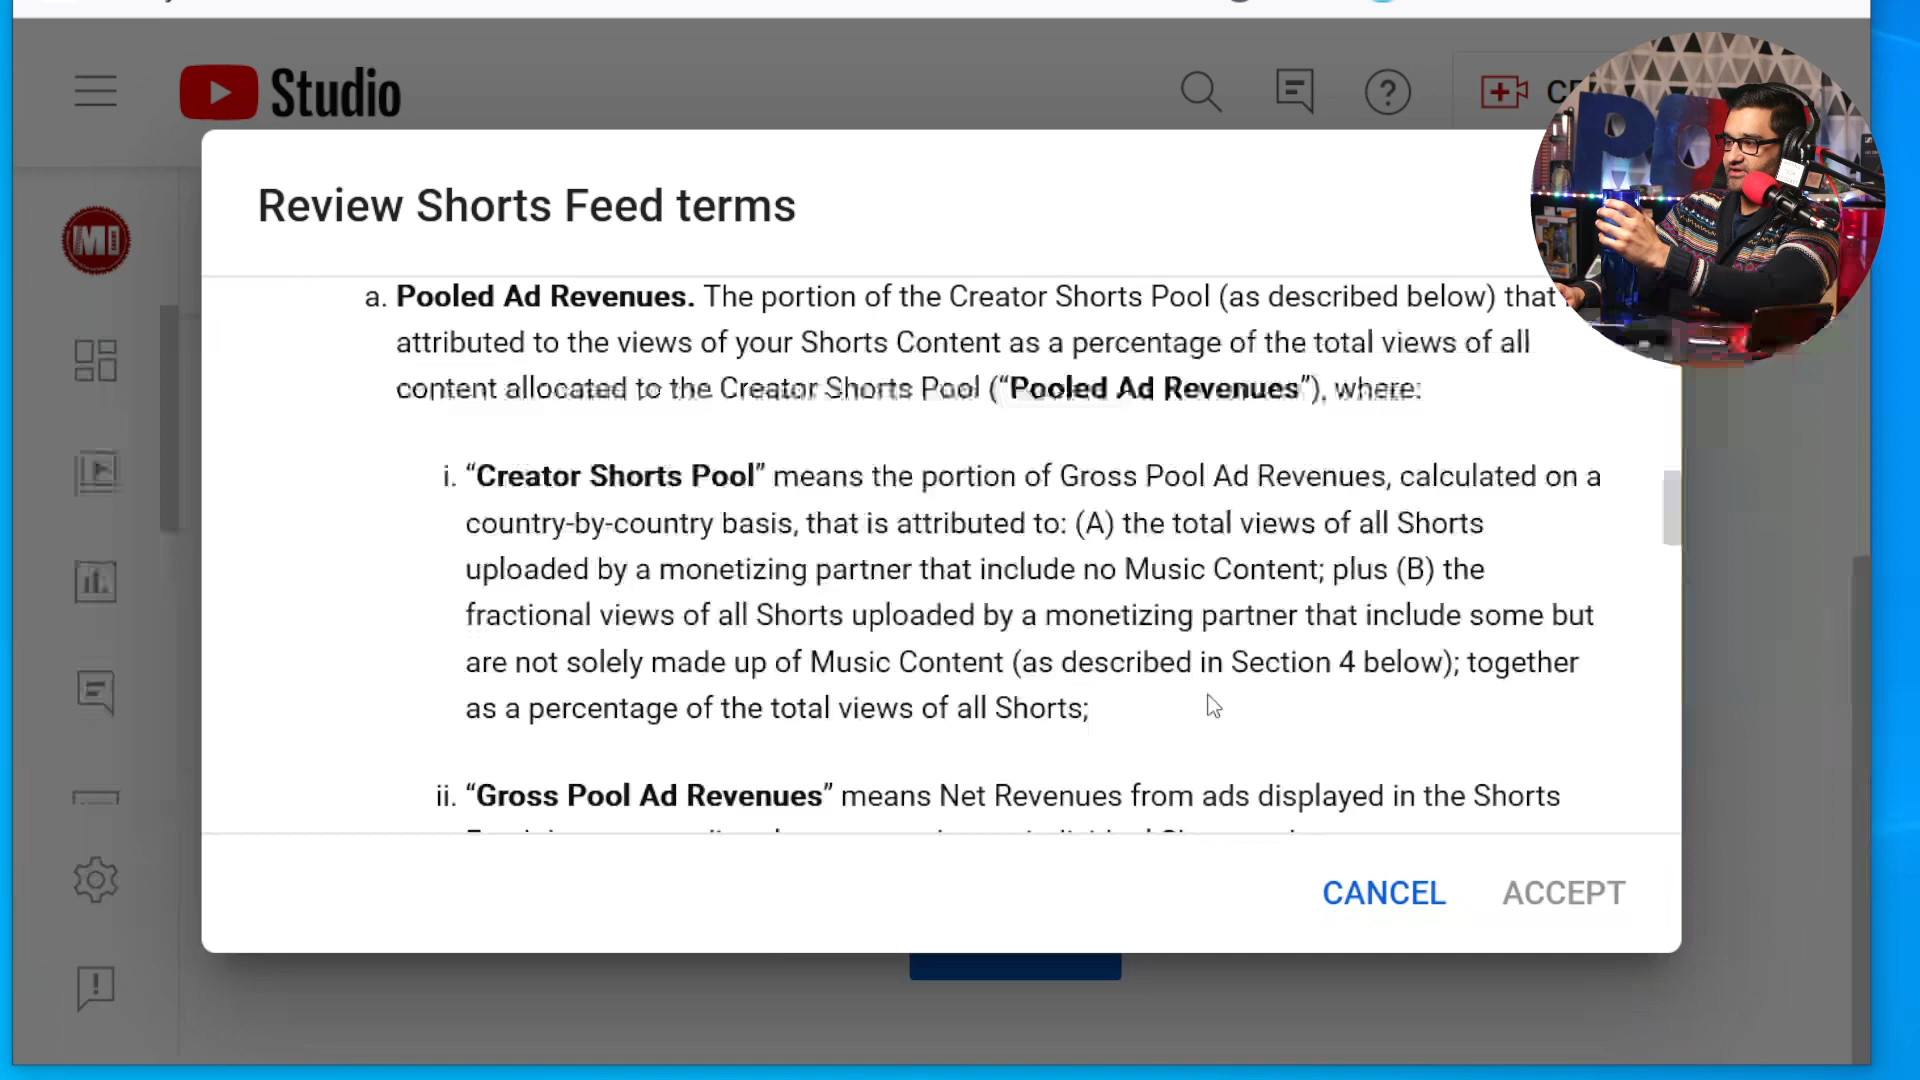 Studio
CR
MI
Review Shorts Feed terms
a. Pooled Ad Revenues. The portion of the Creator Shorts Pool (as described below) that
attributed to the views of your Shorts Content as a percentage of the total views of all
content allocated to the Creator Shorts Pool (“Pooled Ad Revenues”), where:
i. “Creator Shorts Pool” means the portion of Gross Pool Ad Revenues, calculated on a
country-by-country basis, that is attributed to: (A) the total views of all Shorts
uploaded by a monetizing partner that include no Music Content; plus (B) the
fractional views of all Shorts uploaded by a monetizing partner that include some but
are not solely made up of Music Content (as described in Section 4 below); together
as a percentage of the total views of all Shorts;
ii. “Gross Pool Ad Revenues” means Net Revenues from ads displayed in the Shorts
CANCEL ACCEPT